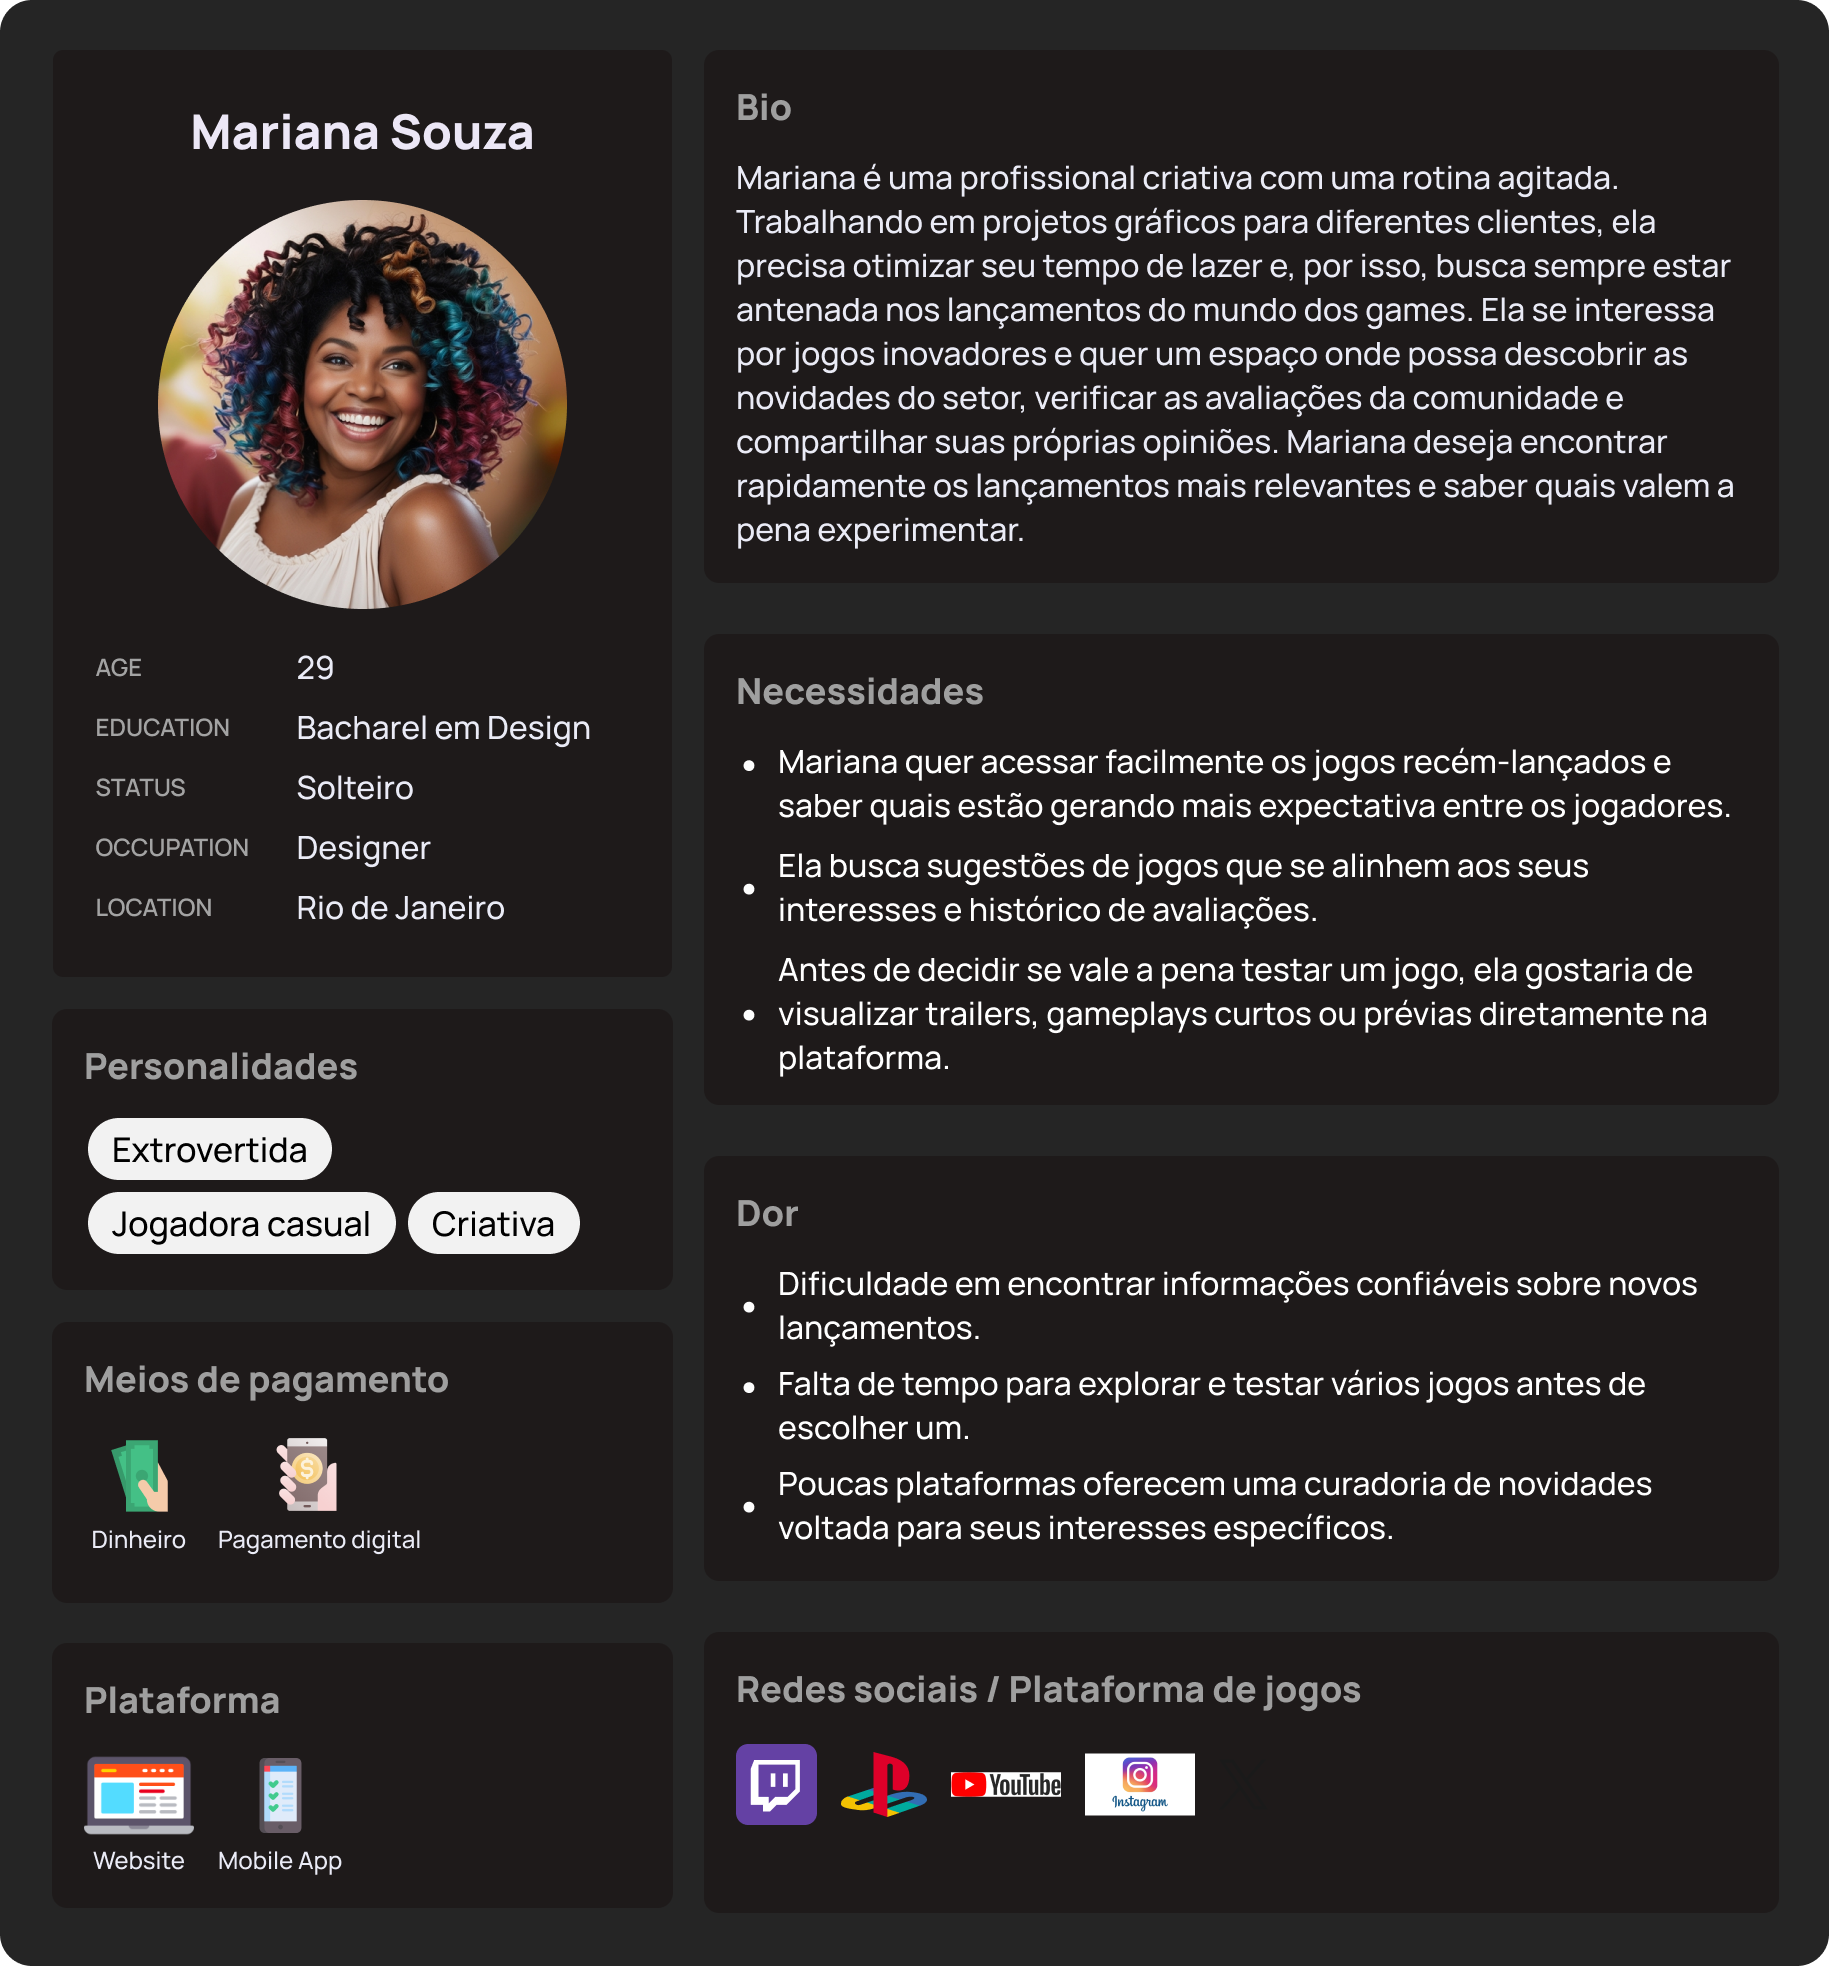 Mariana Souza
AGE 29
EDUCATION Bacharel em Design
STATUS Solteiro
OCCUPATION Designer
LOCATION Rio de Janeiro
Personalidades
Extrovertida
Jogadora casual Criativa
Meios de pagamento
Dinheiro Pagamento digital
Plataforma
Website Mobile App
Bio
Mariana é uma profissional criativa com uma rotina agitada.
Trabalhando em projetos gráficos para diferentes clientes, ela
precisa otimizar seu tempo de lazer e, por isso, busca sempre estar
antenada nos lançamentos do mundo dos games. Ela se interessa
por jogos inovadores e quer um espaço onde possa descobrir as
novidades do setor, verificar as avaliações da comunidade e
compartilhar suas próprias opiniões. Mariana deseja encontrar
rapidamente os lançamentos mais relevantes e saber quais valem a
pena experimentar.
Necessidades
• Mariana quer acessar facilmente os jogos recém-lançados e
saber quais estão gerando mais expectativa entre os jogadores.
• Ela busca sugestões de jogos que se alinhem aos seus
interesses e histórico de avaliações.
• Antes de decidir se vale a pena testar um jogo, ela gostaria de
visualizar trailers, gameplays curtos ou prévias diretamente na
plataforma.
Dor
• Dificuldade em encontrar informações confiáveis sobre novos
lançamentos.
• Falta de tempo para explorar e testar vários jogos antes de
escolher um.
• Poucas plataformas oferecem uma curadoria de novidades
voltada para seus interesses específicos.
Redes sociais / Plataforma de jogos
YouTube
Instagram